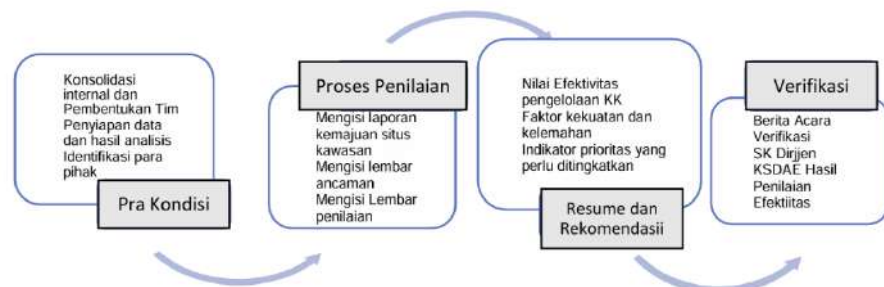 Konsolidasi
internal dan
Pembentukan Tim
Penyiapan data
dan hasil analisis
Identifikasi para
pihak
Pra Kondisi
Proses Penilaian
Mengisi laporan
kemajuan situs
kawasan
Mengisi lembar
ancaman
Mengisi Lembar
penilaian
Nilai Efektivitas
pengelolaan KK
Faktor kekuatan dan
kelemahan
Indikator prioritas yang
perlu ditingkatkan
Resume dan
Rekomendasii
Verifikasi
Berita Acara
Verifikasi
SK Dirjjen
KSDAE Hasil
Penilaian
Efektiitas